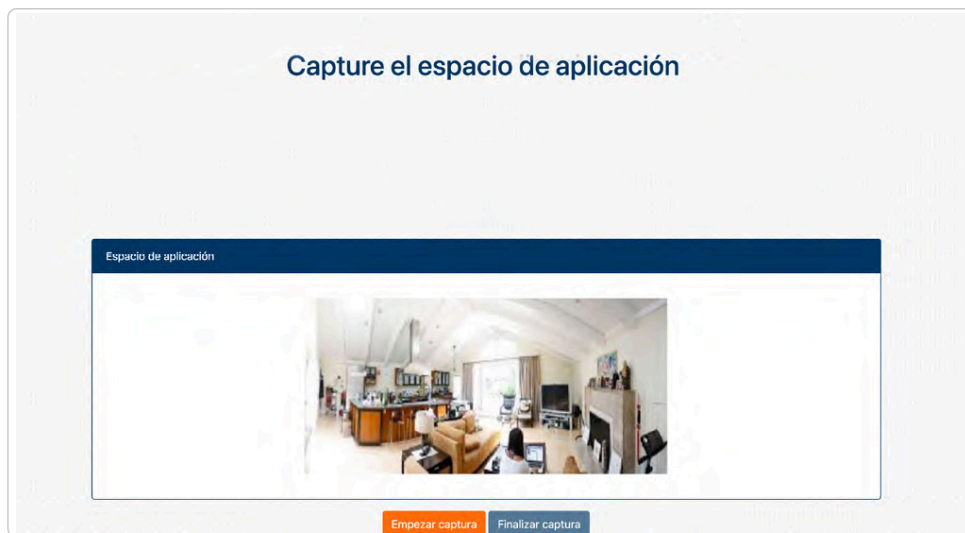 Capture el espacio de aplicación
Espacio de aplicación
Empezar captura
Finalizar captura